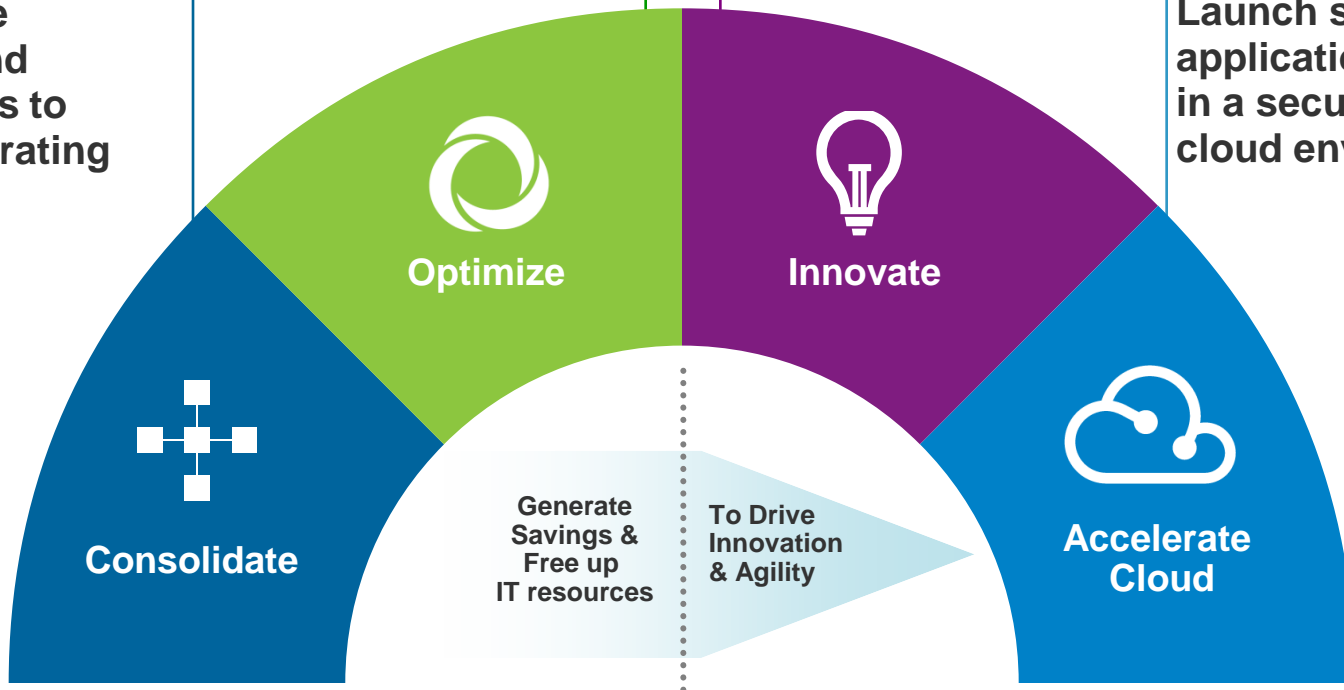 nd
s to
rating
Launch s
applicatio
in a secu
cloud env
Optimize
Innovate
Consolidate
Generate
Savings &
Free up
IT resources
To Drive
Innovation
& Agility
Accelerate
Cloud